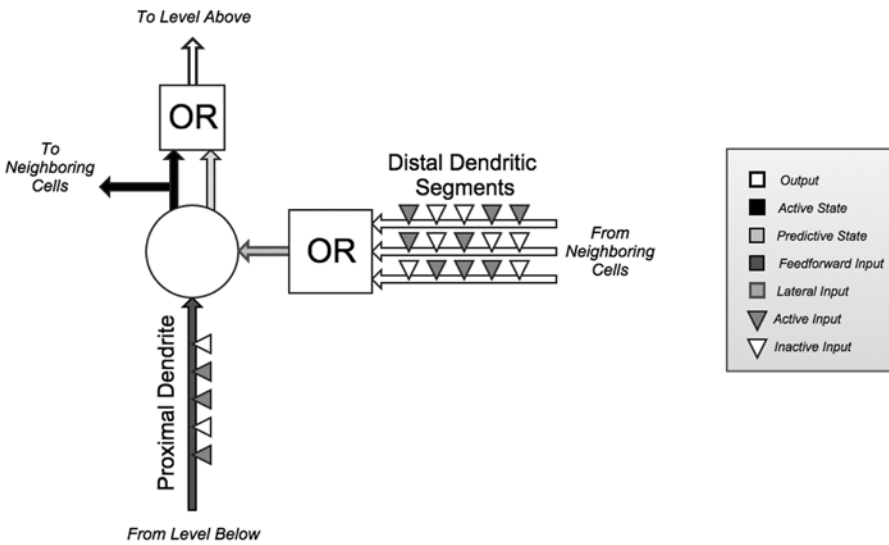 To Level Above
OR
To
Neighboring
Cells
Distal Dendritic
Segments
OR
From
Neighboring
Cells
Proximal Dendrite
From Level Below
Output
Active State
Predictive State
Feedforward Input
Lateral Input
Active Input
Inactive Input